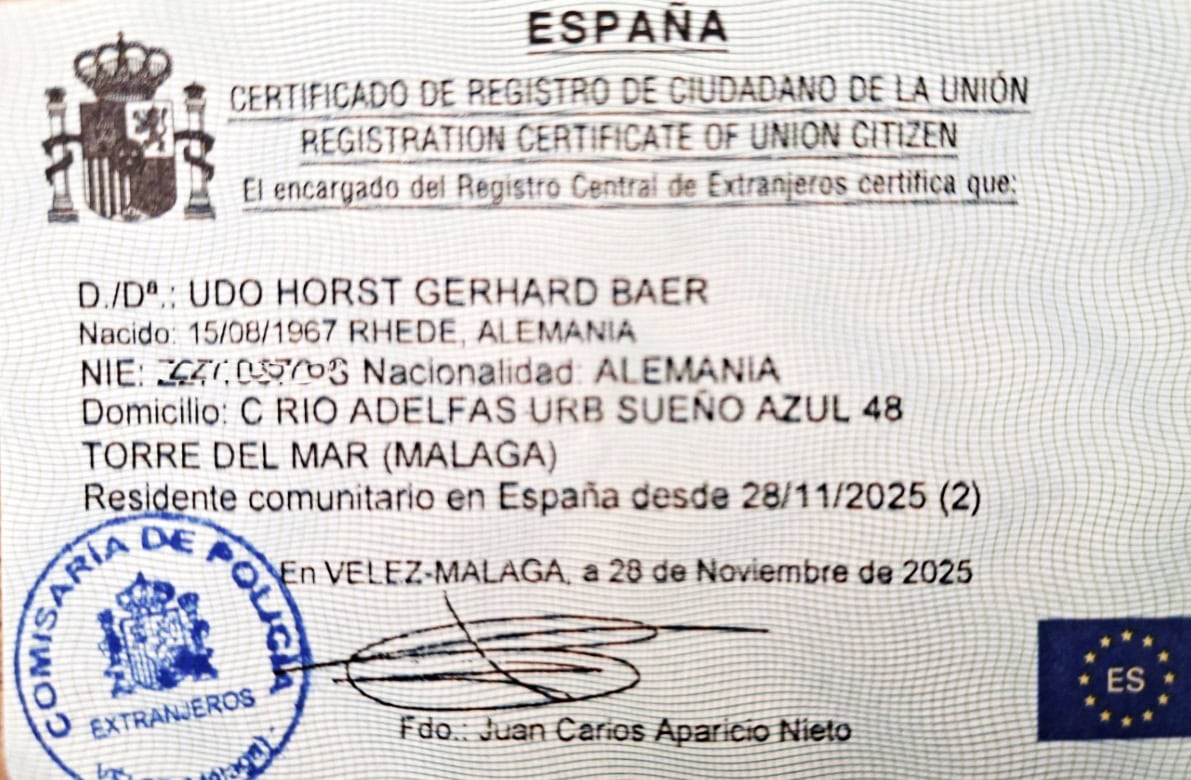 ESPAÑA
CERTIFICADO DE REGISTRO DE CIUDADANO DE LA UNIÓN
REGISTRATION CERTIFICATE OF UNION CITIZEN
El encargado del Registro Central de Extranjeros certifica que:
D./Dª.: UDO HORST GERHARD BAER
Nacido: 15/08/1967 RHEDE, ALEMANIA
NIE: Nacionalidad: ALEMANIA
Domicilio: C RIO ADELFAS URB SUEÑO AZUL 48
TORRE DEL MAR (MALAGA)
Residente comunitario en España desde 28/11/2025 (2)
En VELEZ-MALAGA, a 28 de Noviembre de 2025
COMISARÍA DE POLICÍA
EXTRANJEROS
Fdo.: Juan Carlos Aparicio Nieto
ES